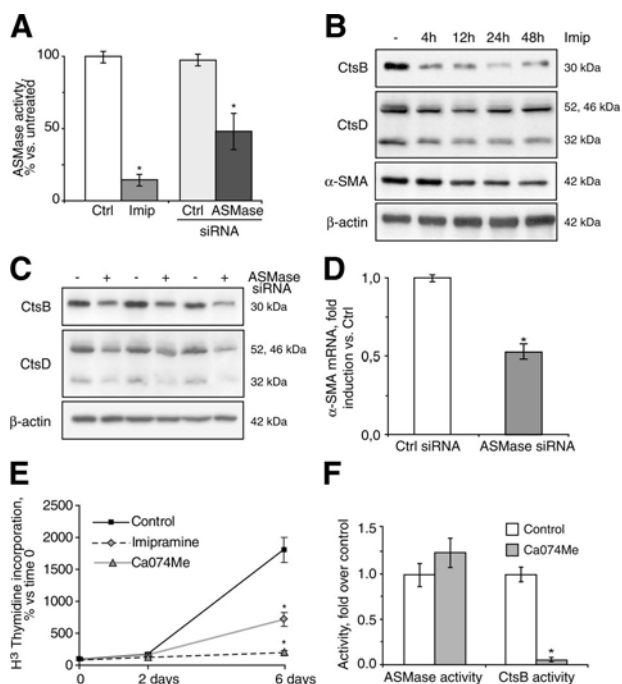 A
ASMase activity,
% vs. untreated
100
50
0
*
*
Ctrl Imip Ctrl ASMase
siRNA
B
- 4h 12h 24h 48h Imip
CtsB 30 kDa
CtsD 52, 46 kDa
32 kDa
α-SMA 42 kDa
β-actin 42 kDa
C
- + - + - + ASMase
siRNA
CtsB 30 kDa
CtsD 52, 46 kDa
32 kDa
β-actin 42 kDa
D
α-SMA mRNA, fold
induction vs. Ctrl
1,0
0,5
0,0
*
Ctrl siRNA ASMase siRNA
E
H³ Thymidine incorporation,
% vs time 0
2500
2000
1500
1000
500
0
Control
Imipramine
Ca074Me
*
*
0 2 days 6 days
F
Activity, fold over control
1.5
1.0
0.5
0
Control
Ca074Me
*
ASMase activity CtsB activity